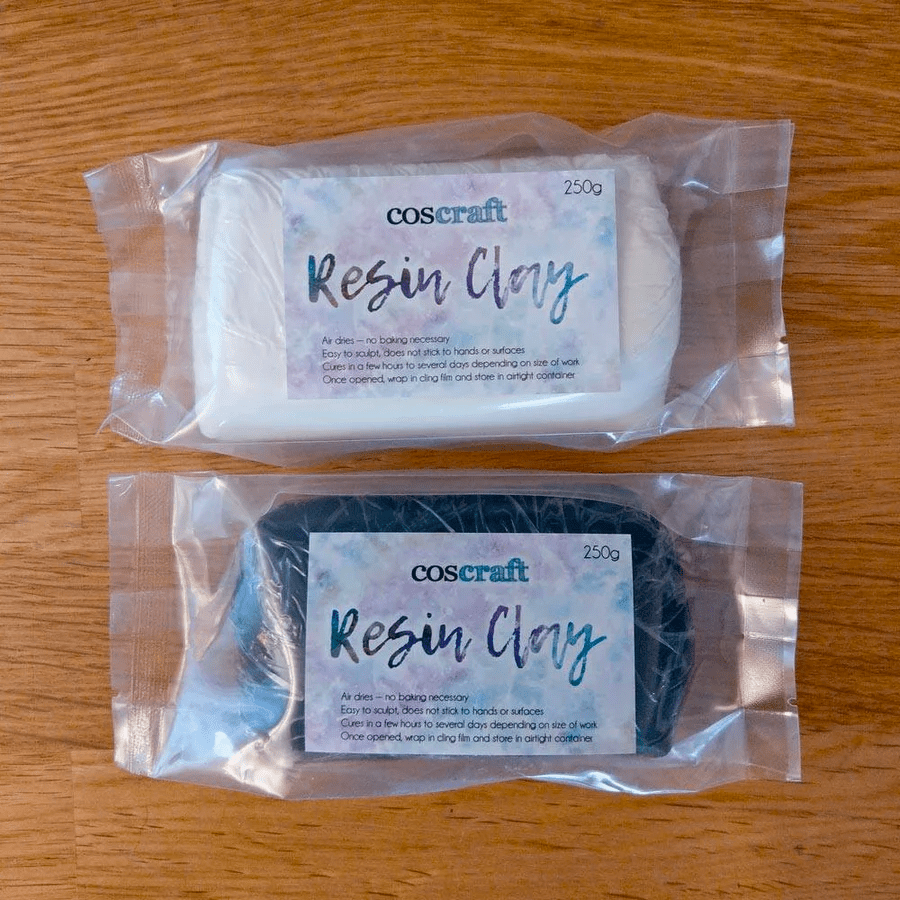 250g
coscraft
Resin Clay
Air dries – no baking necessary
Easy to sculpt, does not stick to hands or surfaces
Cures in a few hours to several days depending on size of work
Once opened, wrap in cling film and store in airtight container
250g
coscraft
Resin Clay
Air dries – no baking necessary
Easy to sculpt, does not stick to hands or surfaces
Cures in a few hours to several days depending on size of work
Once opened, wrap in cling film and store in airtight container